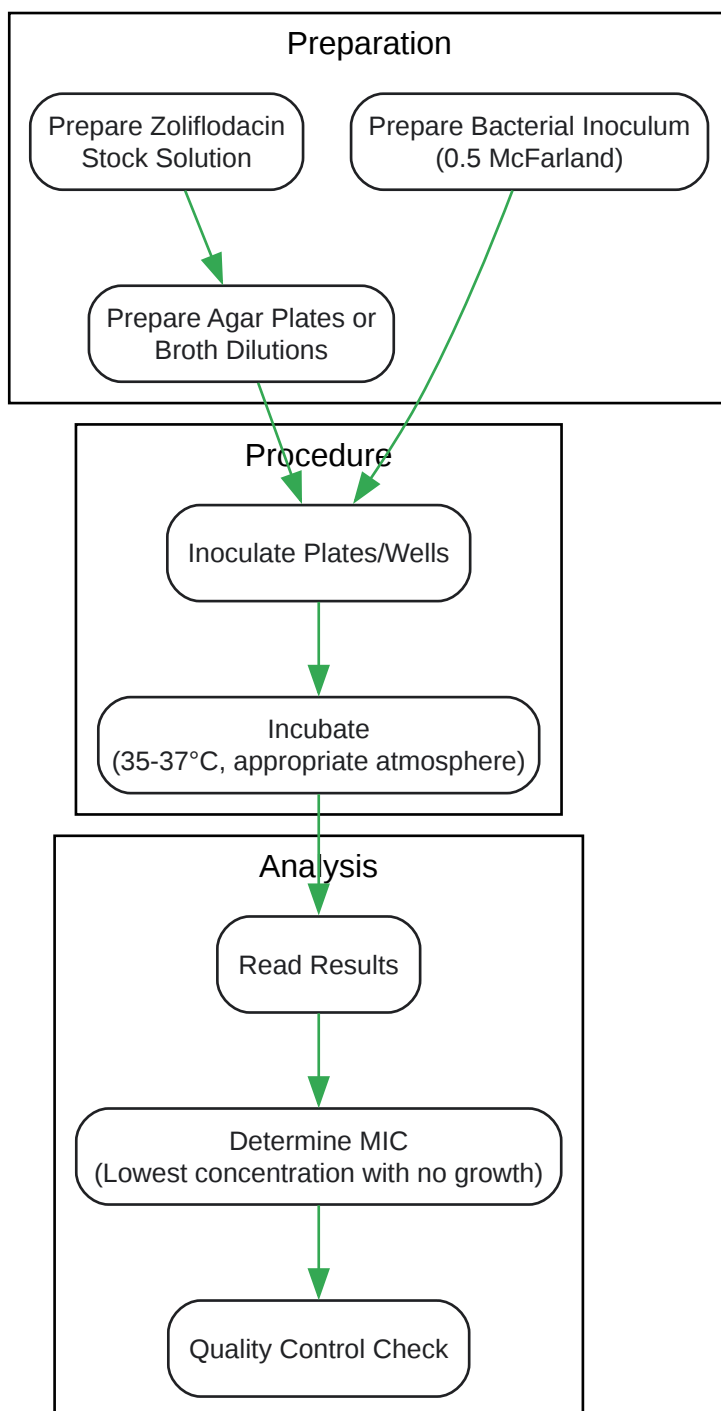 Preparation
Prepare Zoliflodacin
Stock Solution
Prepare Bacterial Inoculum
(0.5 McFarland)
Prepare Agar Plates or
Broth Dilutions
Procedure
Inoculate Plates/Wells
Incubate
(35-37°C, appropriate atmosphere)
Analysis
Read Results
Determine MIC
(Lowest concentration with no growth)
Quality Control Check